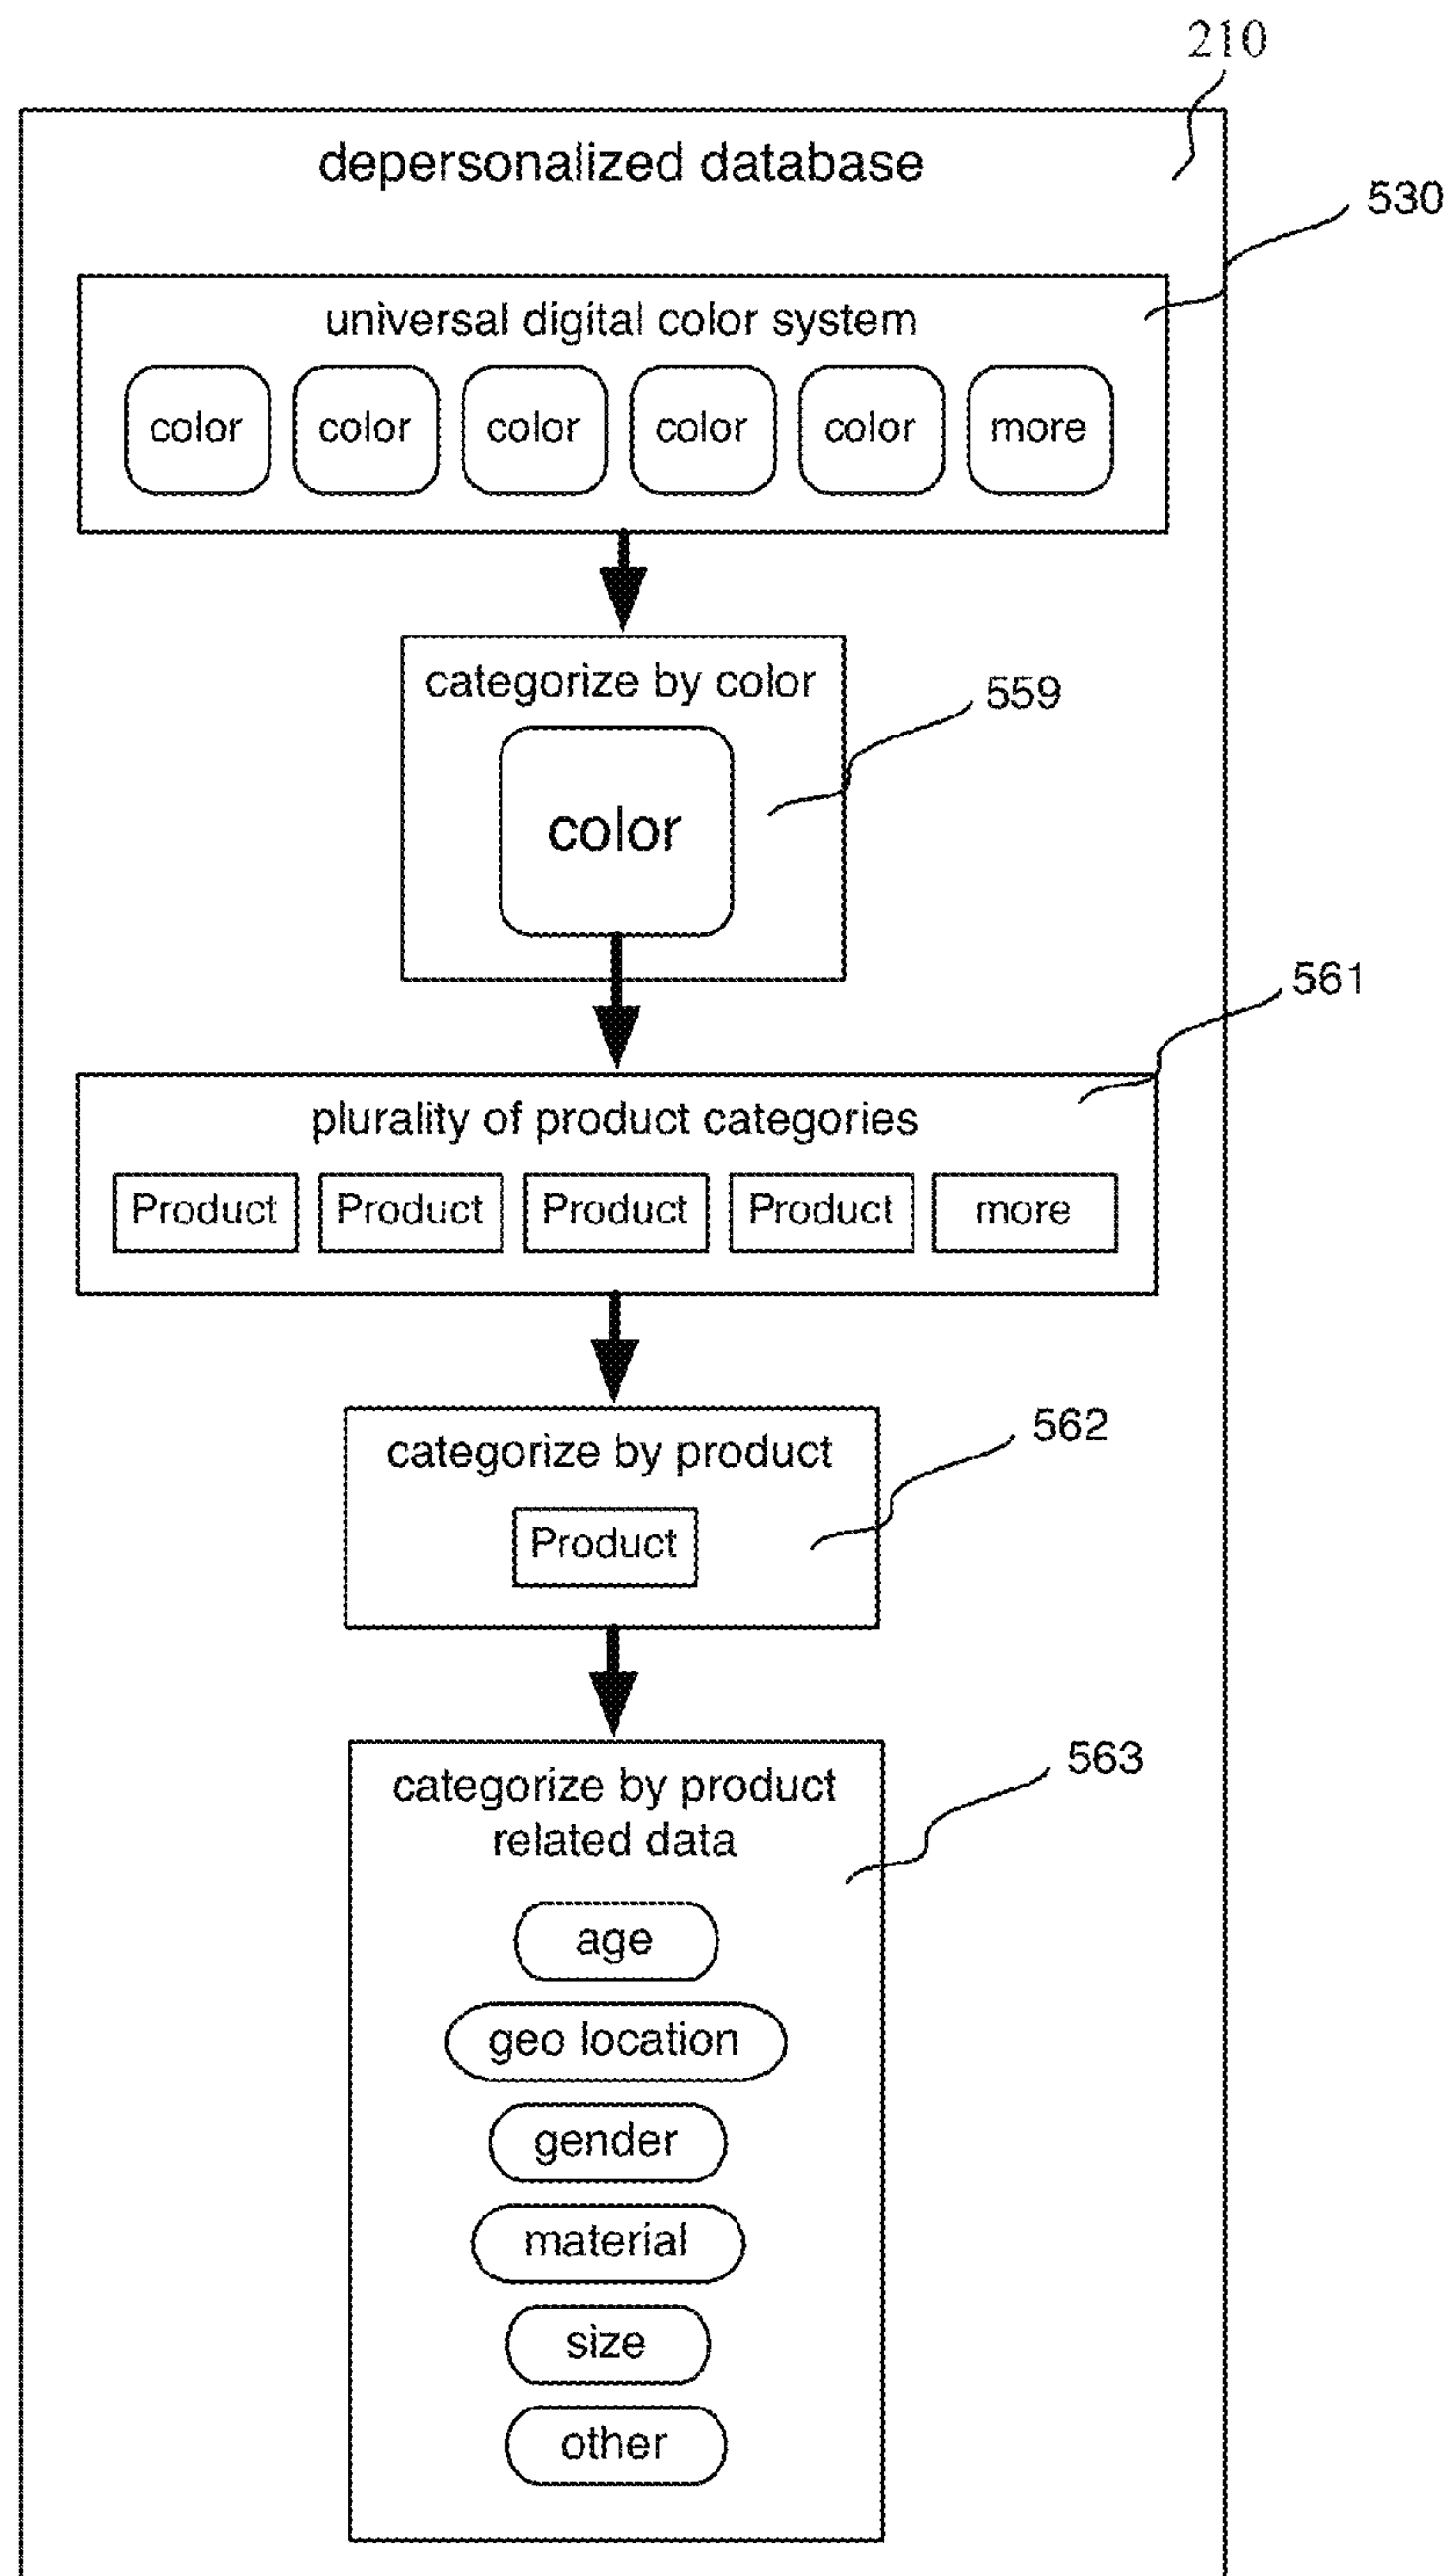 210
depersonalized database
530
universal digital color system
color color color color color more
categorize by color
559
color
561
plurality of product categories
Product Product Product Product more
562
categorize by product
Product
563
categorize by product
related data
age
geo location
gender
material
size
other